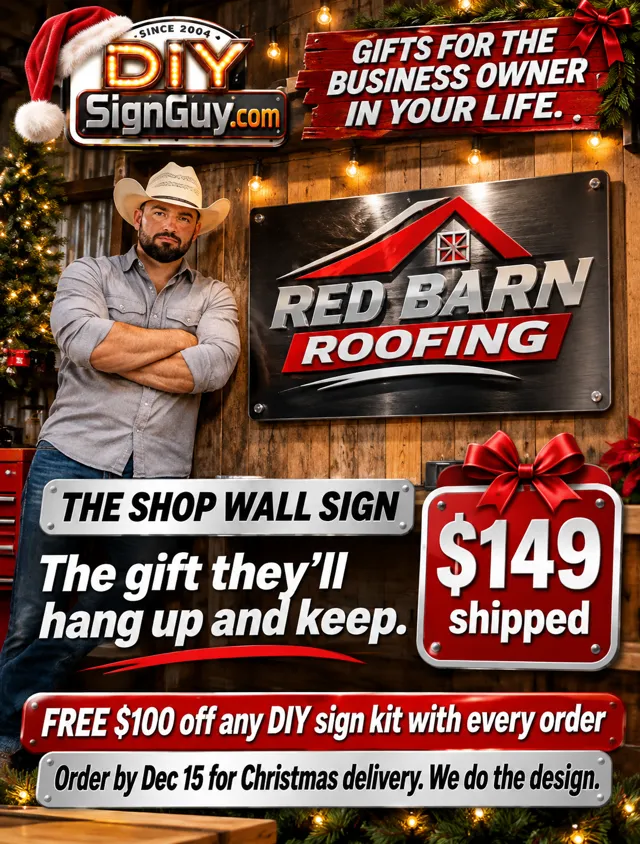 SINCE 2004
DIY
SignGuy.com
GIFTS FOR THE
BUSINESS OWNER
IN YOUR LIFE.
RED BARN
ROOFING
THE SHOP WALL SIGN
The gift they'll
hang up and keep.
$149
shipped
FREE $100 off any DIY sign kit with every order
Order by Dec 15 for Christmas delivery. We do the design.